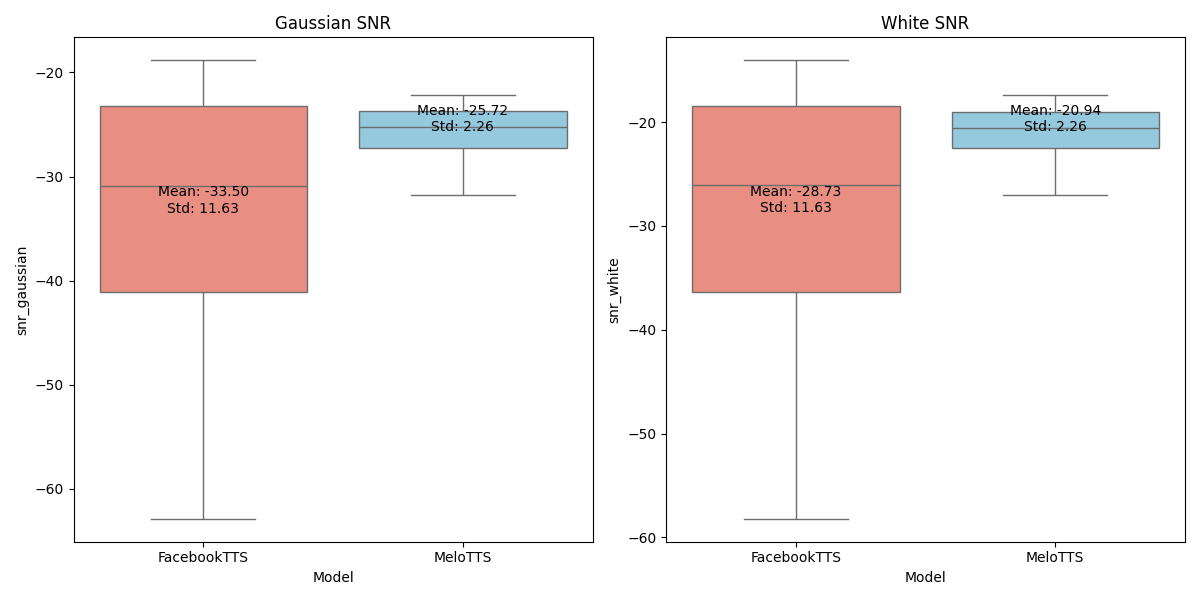 Gaussian SNR
snr_gaussian
−20
−30
−40
−50
−60
Mean: -33.50
Std: 11.63
Mean: -25.72
Std: 2.26
FacebookTTS
MeloTTS
Model
White SNR
snr_white
−20
−30
−40
−50
−60
Mean: -28.73
Std: 11.63
Mean: -20.94
Std: 2.26
FacebookTTS
MeloTTS
Model